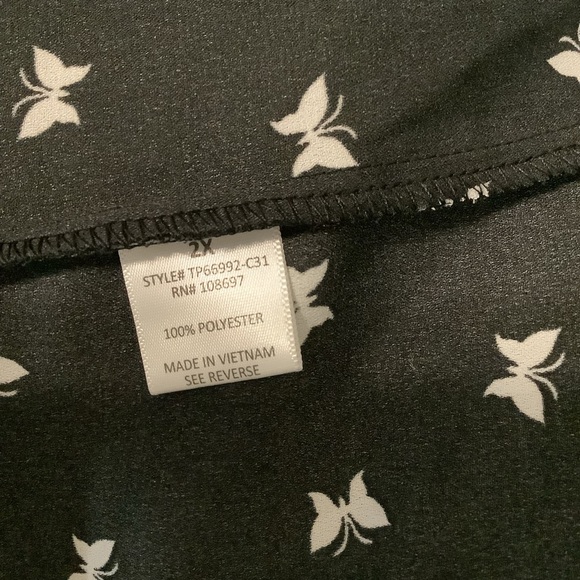 2X
STYLE# TP66992-C31
RN# 108697
100% POLYESTER
MADE IN VIETNAM
SEE REVERSE